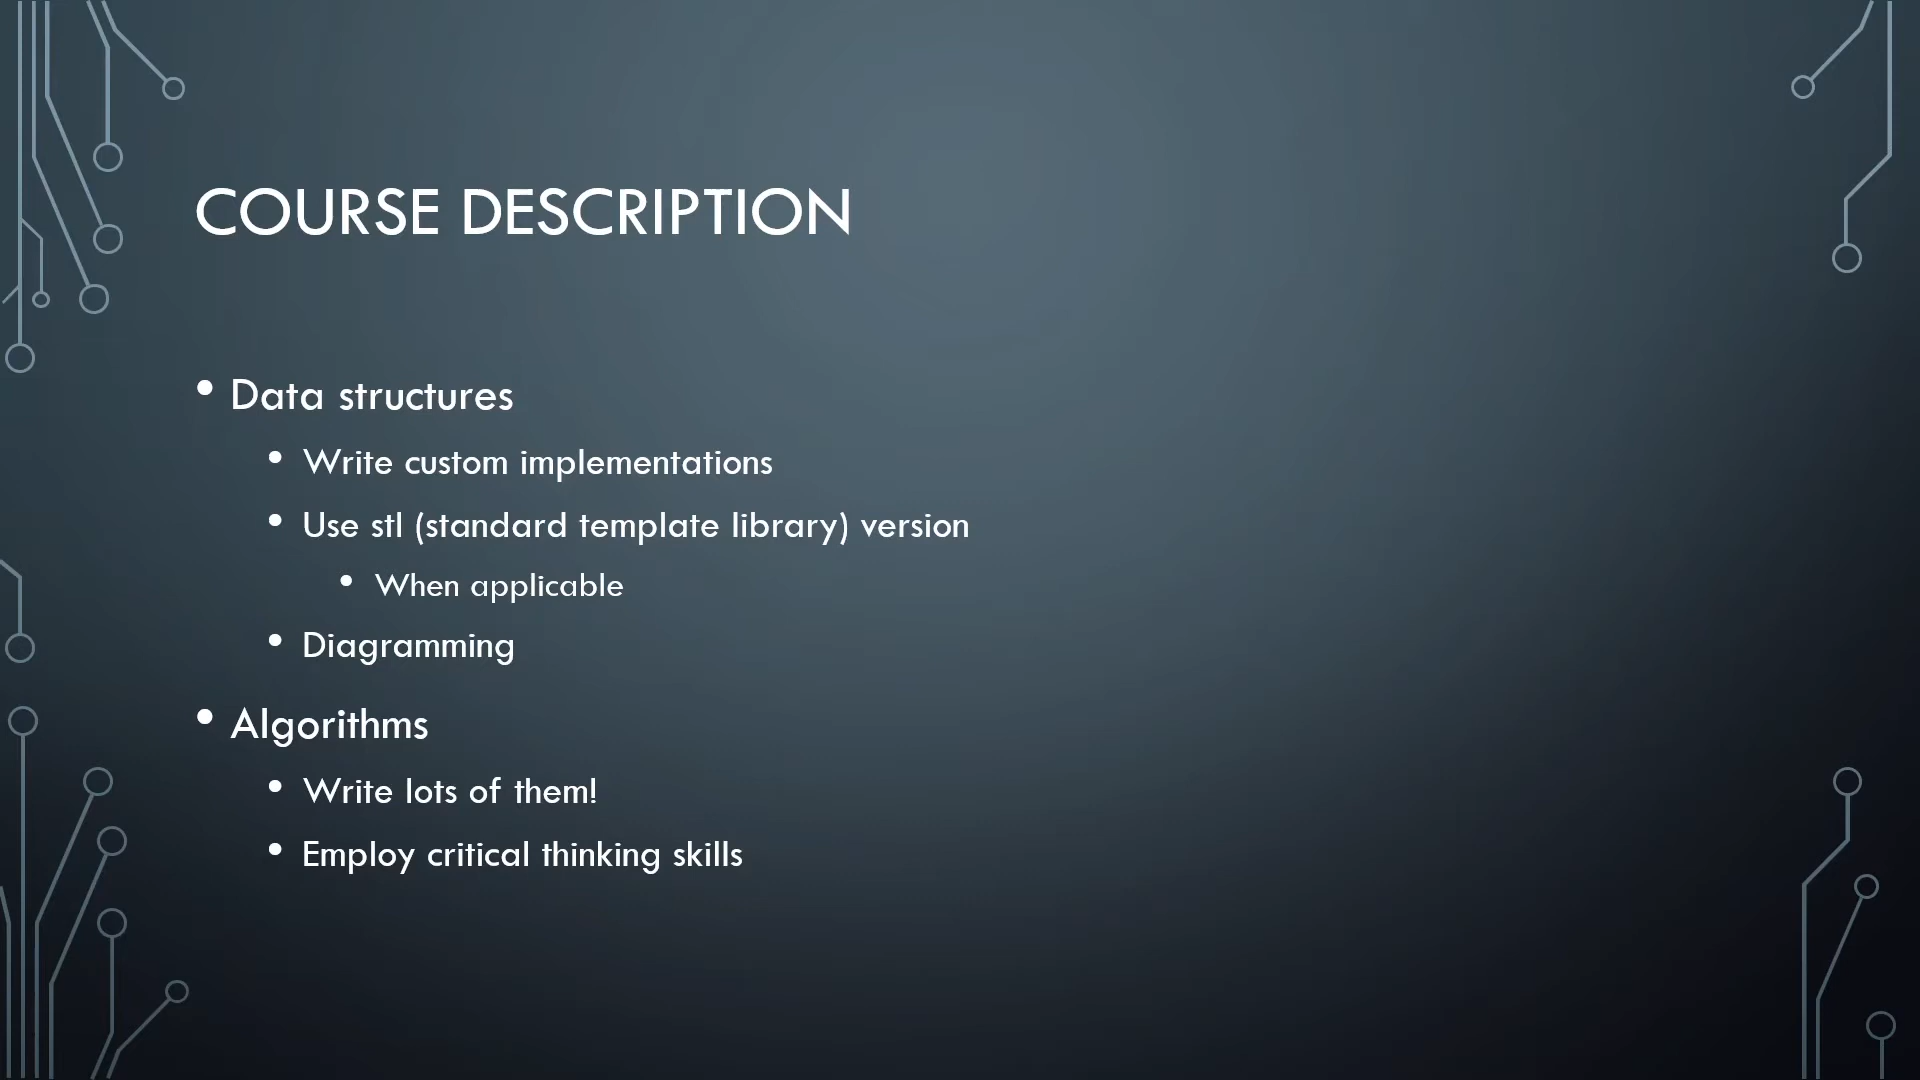 COURSE DESCRIPTION
• Data structures
• Write custom implementations
• Use stl (standard template library) version
• When applicable
• Diagramming
• Algorithms
• Write lots of them!
• Employ critical thinking skills